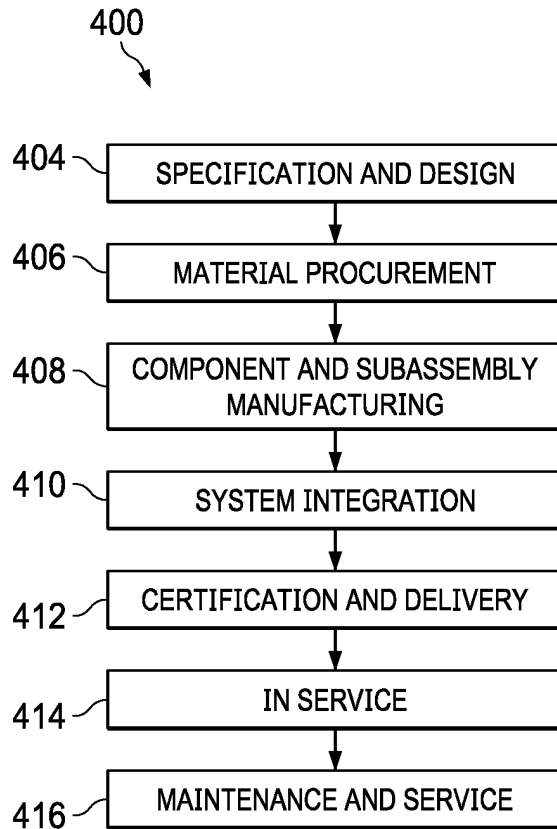 400
404
SPECIFICATION AND DESIGN
406
MATERIAL PROCUREMENT
408
COMPONENT AND SUBASSEMBLY
MANUFACTURING
410
SYSTEM INTEGRATION
412
CERTIFICATION AND DELIVERY
414
IN SERVICE
416
MAINTENANCE AND SERVICE